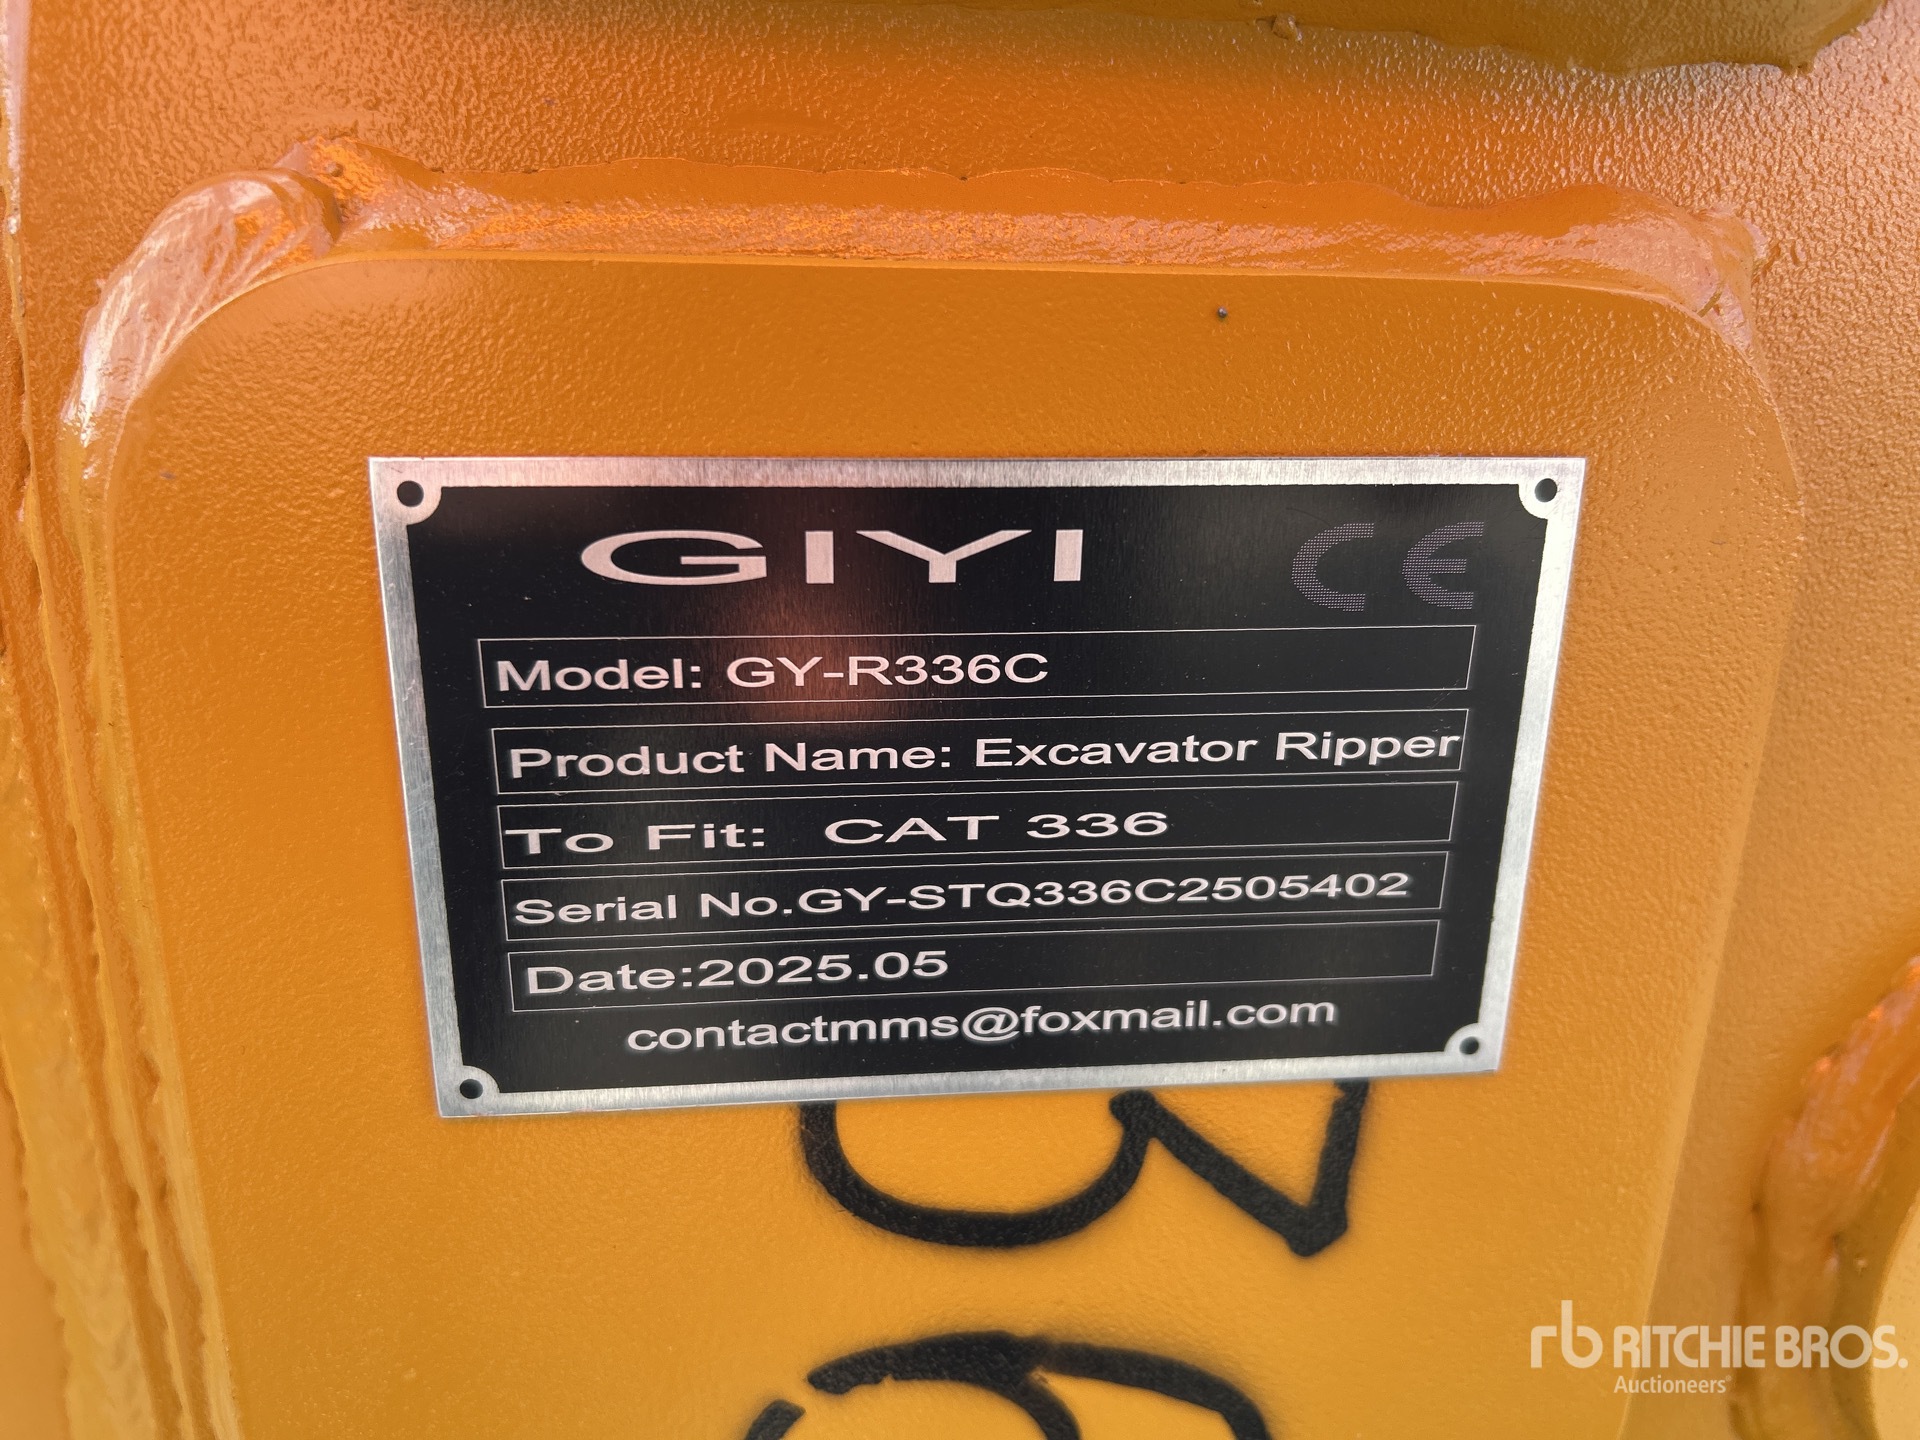 GIYI CE
Model: GY-R336C
Product Name: Excavator Ripper
To Fit: CAT 336
Serial No.GY-STQ336C2505402
Date:2025.05
contactmms@foxmail.com
rb RITCHIE BROS.
Auctioneers